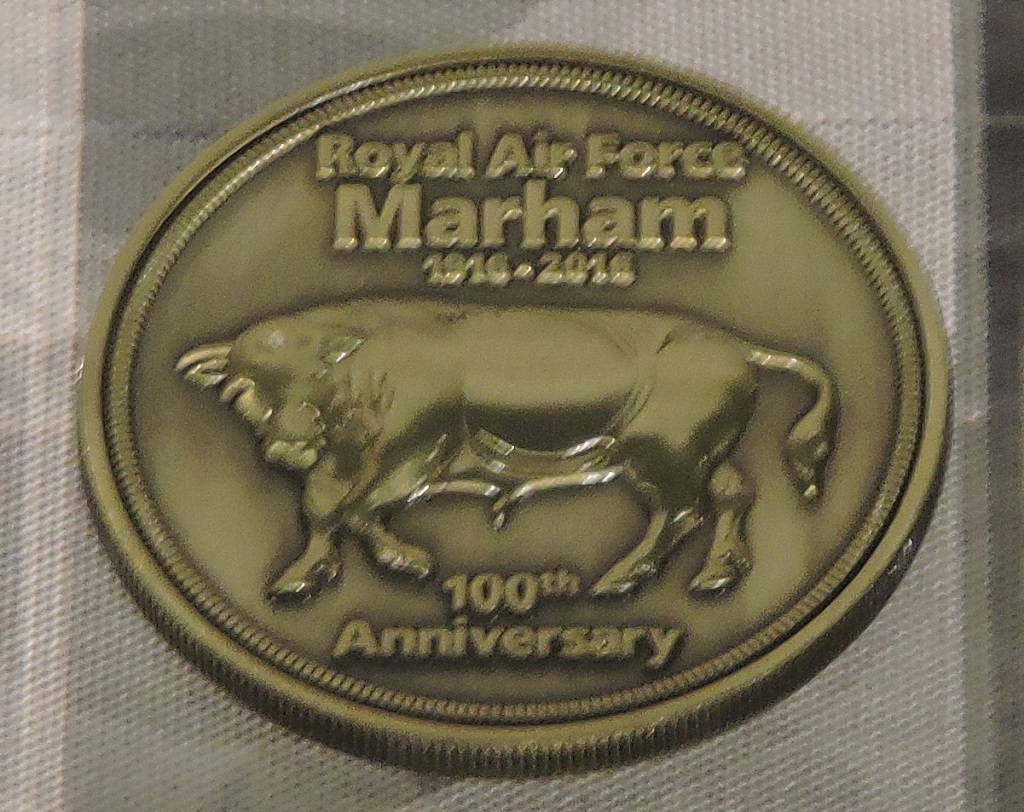 Royal Air Force
Marham
1916 - 2016
100th
Anniversary